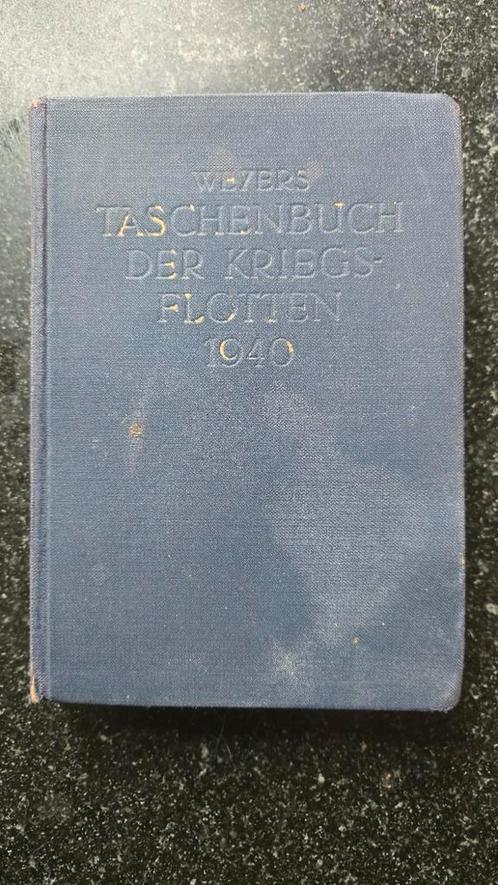 WEYERS
TASCHENBUCH
DER KRIEGS-
FLOTTEN
1940